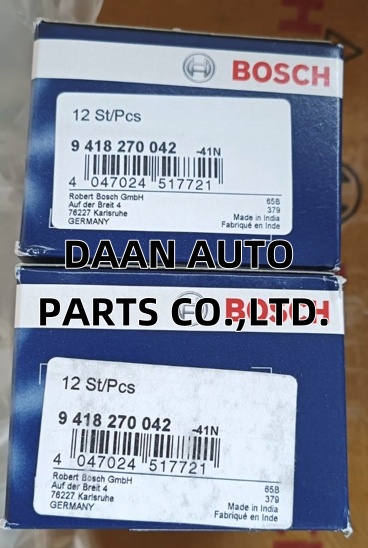 BOSCH
12 St/Pcs
9 418 270 042 -41N
4 047024 517721
Robert Bosch GmbH
Auf der Breit 4
76227 Karlsruhe
GERMANY
65B
379
Made in India
Fabriqué en Inde
DAAN AUTO
PARTS CO.,LTD.
BOSCH
12 St/Pcs
9 418 270 042 -41N
4 047024 517721
Robert Bosch GmbH
Auf der Breit 4
76227 Karlsruhe
GERMANY
65B
379
Made in India
Fabriqué en Inde